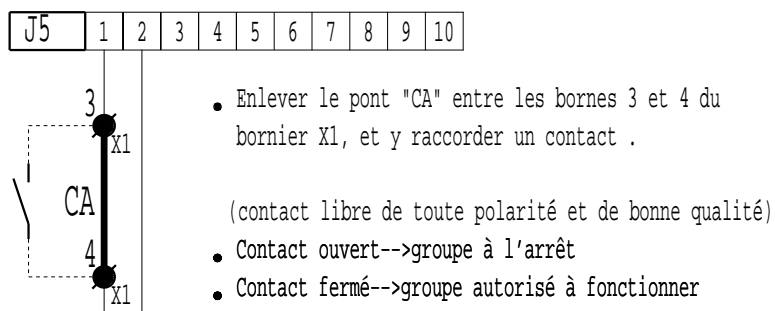 J5 1 2 3 4 5 6 7 8 9 10
3
X1
CA
4
X1
• Enlever le pont "CA" entre les bornes 3 et 4 du
bornier X1, et y raccorder un contact .
(contact libre de toute polarité et de bonne qualité)
• Contact ouvert-->groupe à l'arrêt
• Contact fermé-->groupe autorisé à fonctionner